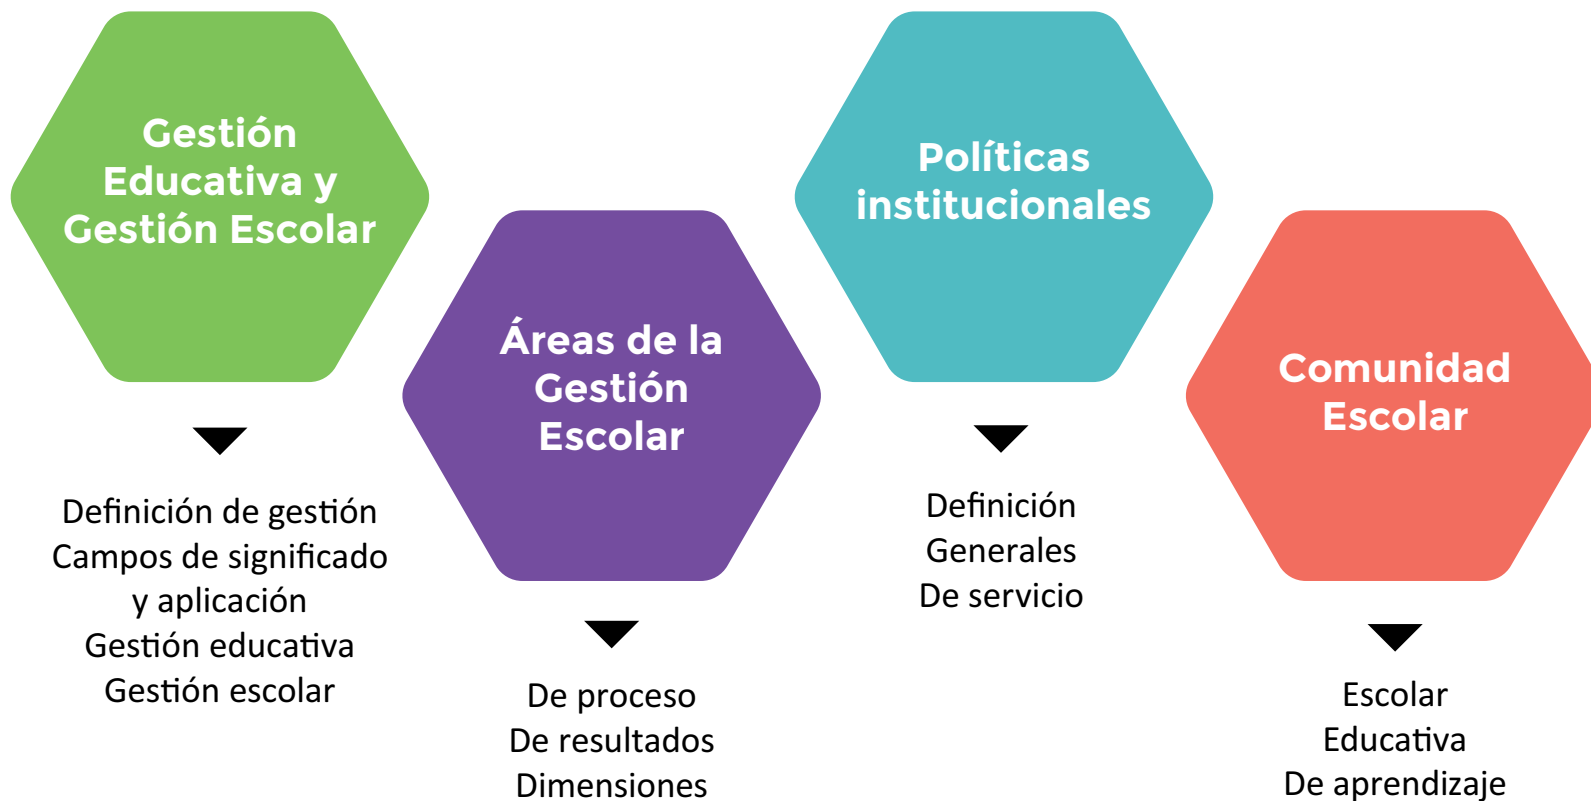 Gestión
Educativa y
Gestión Escolar
Definición de gestión
Campos de significado
y aplicación
Gestión educativa
Gestión escolar
Áreas de la
Gestión
Escolar
De proceso
De resultados
Dimensiones
Políticas
institucionales
Definición
Generales
De servicio
Comunidad
Escolar
Escolar
Educativa
De aprendizaje